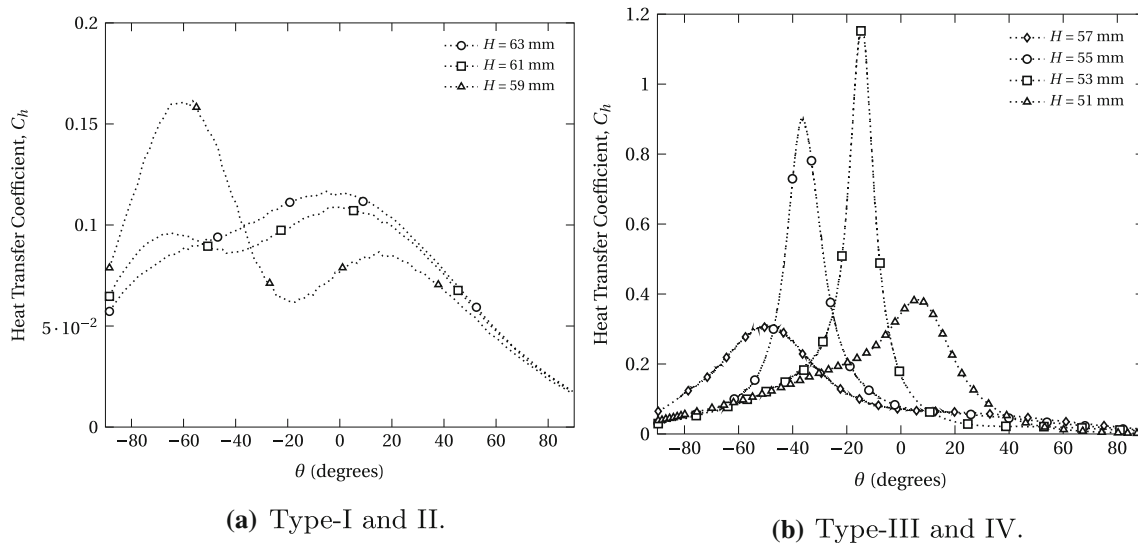 0.2
0.15
0.1
5·10⁻²
0
Heat Transfer Coefficient, C_h
H = 63 mm
H = 61 mm
H = 59 mm
−80 −60 −40 −20 0 20 40 60 80
θ (degrees)
(a) Type-I and II.
1.2
1
0.8
0.6
0.4
0.2
0
Heat Transfer Coefficient, C_h
H = 57 mm
H = 55 mm
H = 53 mm
H = 51 mm
−80 −60 −40 −20 0 20 40 60 80
θ (degrees)
(b) Type-III and IV.